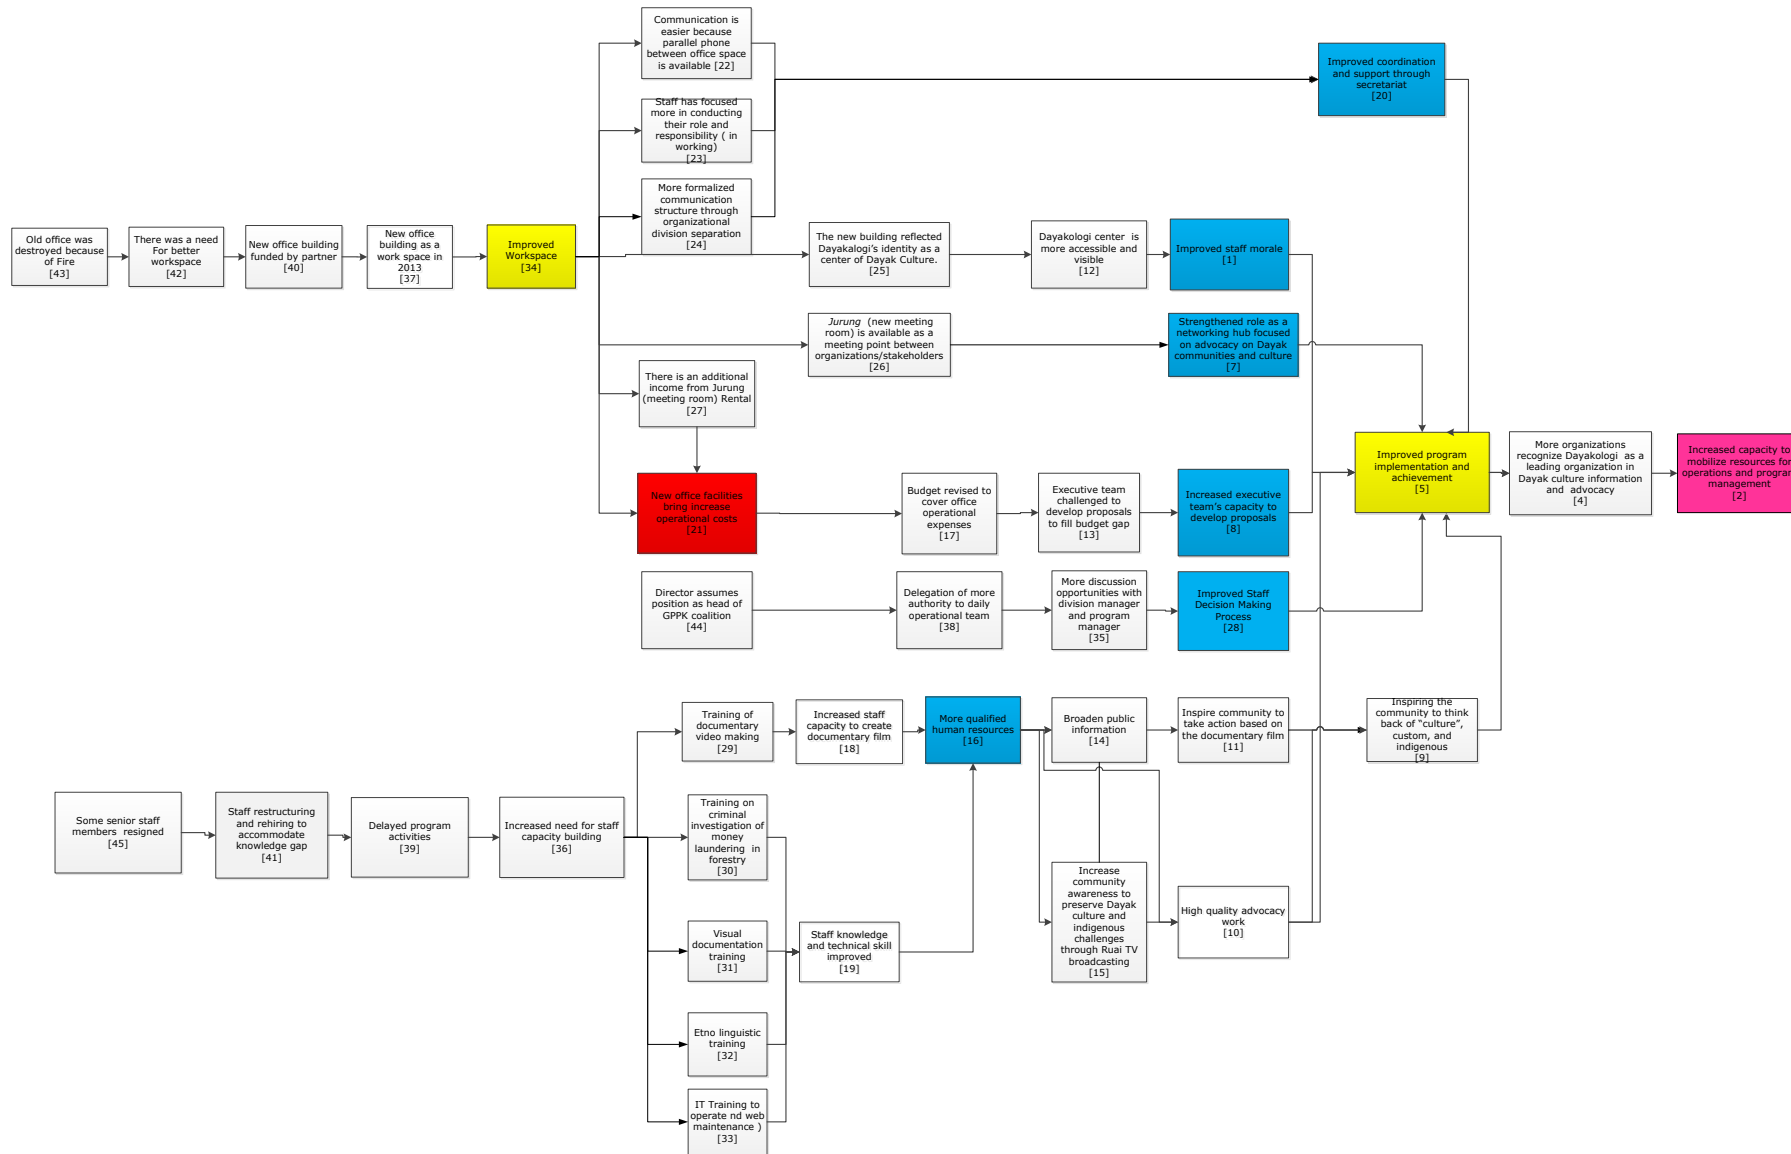 Communication is
easier because
parallel phone
between office space
is available [22]
Improved coordination
and support through
secretariat
[20]
Staff has focused
more in conducting
their role and
responsibility ( in
working)
[23]
More formalized
communication
structure through
organizational
division separation
[24]
Old office was
destroyed because
of Fire
[43]
There was a need
For better
workspace
[42]
New office building
funded by partner
[40]
New office
building as a
work space in
2013
[37]
Improved
Workspace
[34]
The new building reflected
Dayakalogi's identity as a
center of Dayak Culture.
[25]
Dayakologi center is
more accessible and
visible
[12]
Improved staff morale
[1]
Jurung (new meeting
room) is available as a
meeting point between
organizations/stakeholders
[26]
Strengthened role as a
networking hub focused
on advocacy on Dayak
communities and culture
[7]
There is an additional
income from Jurung
(meeting room) Rental
[27]
Improved program
implementation and
achievement
[5]
More organizations
recognize Dayakologi as a
leading organization in
Dayak culture information
and advocacy
[4]
Increased capacity to
mobilize resources for
operations and program
management
[2]
New office facilities
bring increase
operational costs
[21]
Budget revised to
cover office
operational
expenses
[17]
Executive team
challenged to
develop proposals
to fill budget gap
[13]
Increased executive
team's capacity to
develop proposals
[8]
Director assumes
position as head of
GPPK coalition
[44]
Delegation of more
authority to daily
operational team
[38]
More discussion
opportunities with
division manager
and program
manager
[35]
Improved Staff
Decision Making
Process
[28]
Training of
documentary
video making
[29]
Increased staff
capacity to create
documentary film
[18]
More qualified
human resources
[16]
Broaden public
information
[14]
Inspire community to
take action based on
the documentary film
[11]
Inspiring the
community to think
back of "culture",
custom, and
indigenous
[9]
Some senior staff
members resigned
[45]
Staff restructuring
and rehiring to
accommodate
knowledge gap
[41]
Delayed program
activities
[39]
Increased need for staff
capacity building
[36]
Training on
criminal
investigation of
money
laundering in
forestry
[30]
Visual
documentation
training
[31]
Staff knowledge
and technical skill
improved
[19]
Increase
community
awareness to
preserve Dayak
culture and
indigenous
challenges
through Ruai TV
broadcasting
[15]
High quality advocacy
work
[10]
Etno linguistic
training
[32]
IT Training to
operate nd web
maintenance )
[33]